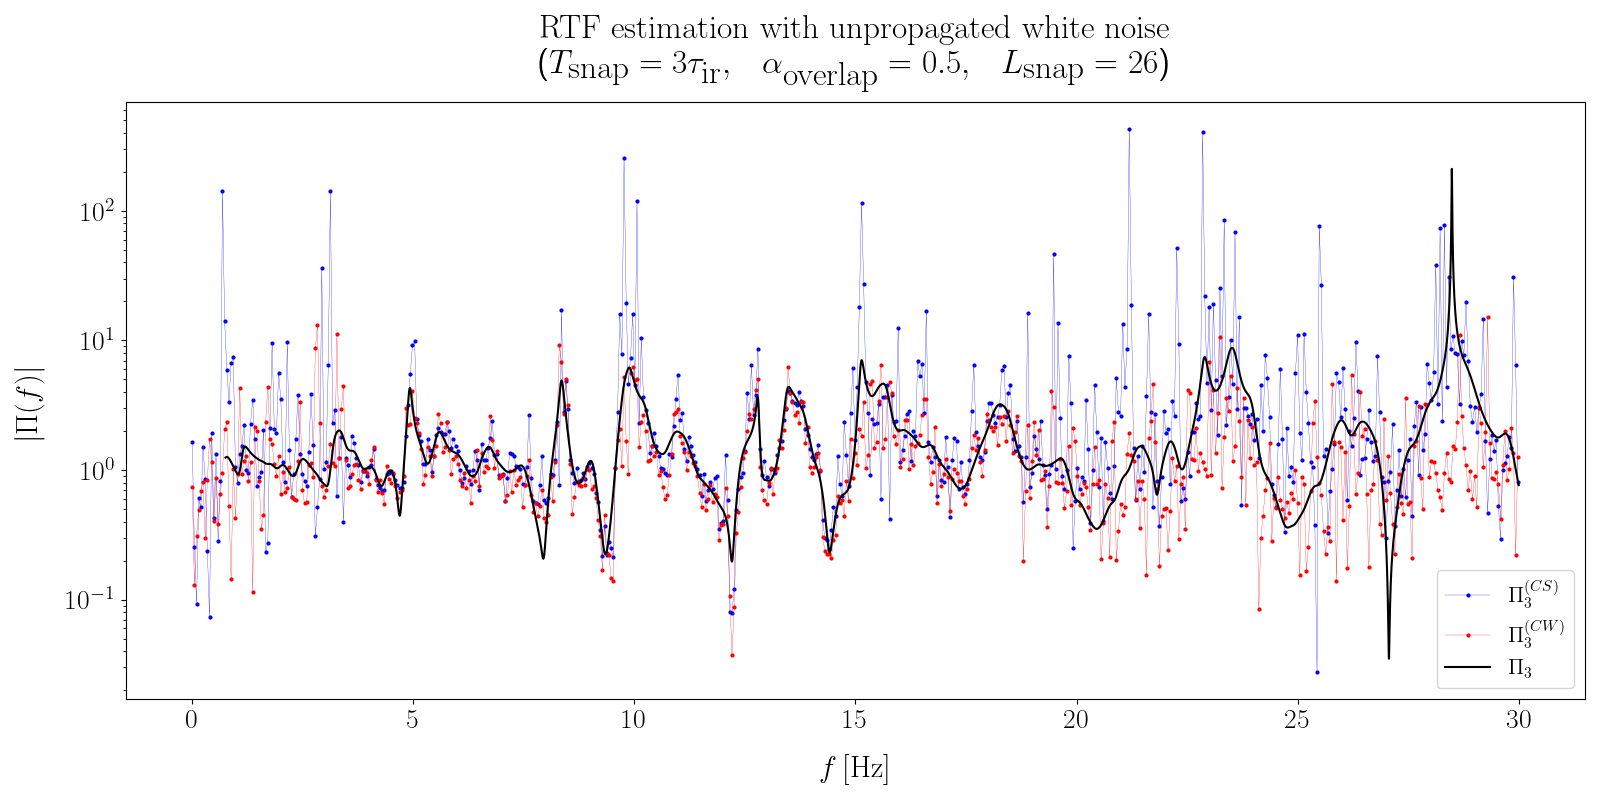 RTF estimation with unpropagated white noise
(T_snap = 3τ_ir, α_overlap = 0.5, L_snap = 26)
|Π(f)|
10^2
10^1
10^0
10^−1
0 5 10 15 20 25 30
f [Hz]
Π_3^(CS)
Π_3^(CW)
Π_3